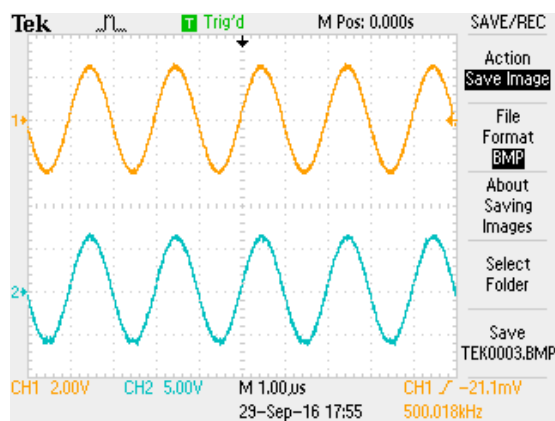 Tek Trig'd M Pos: 0.000s SAVE/REC
T
Action
Save Image
1
File
Format
BMP
About
Saving
Images
2
Select
Folder
Save
TEK0003.BMP
CH1 2.00V CH2 5.00V M 1.00µs CH1 -21.1mV
29-Sep-16 17:55 500.018kHz